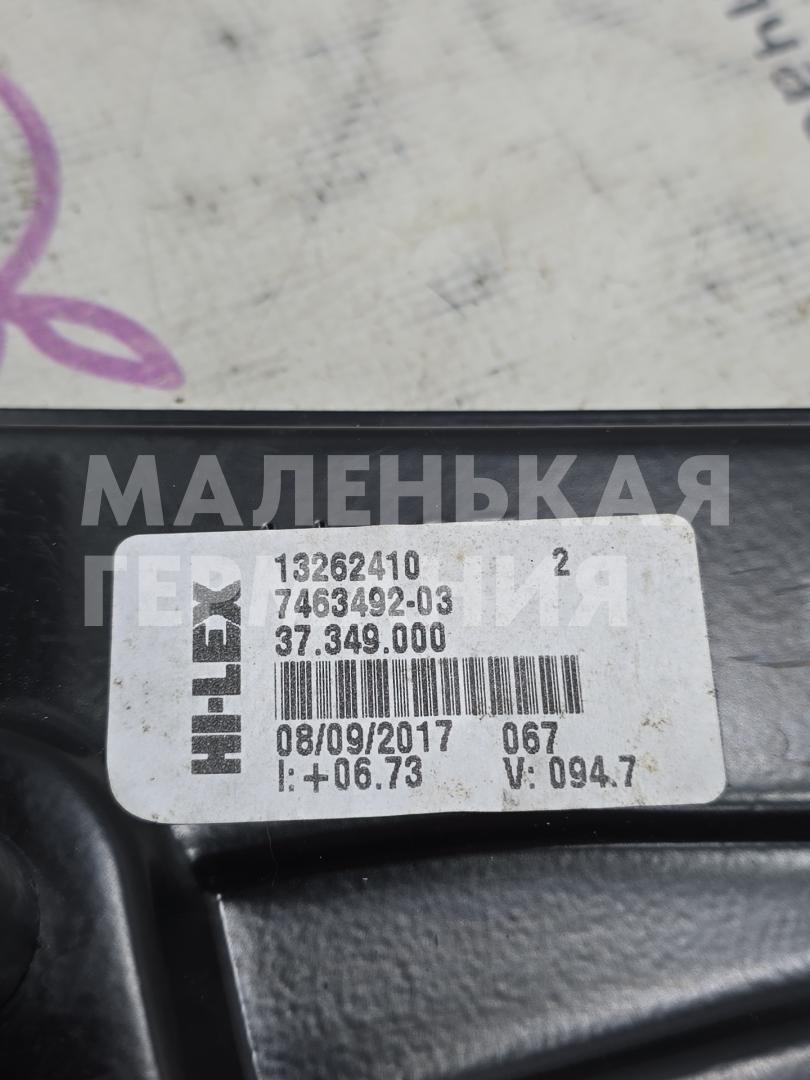 МАЛЕНЬКАЯ
ГЕРМАНИЯ
HI-LEX
13262410 2
7463492-03
37.349.000
08/09/2017 067
I: +06.73 V: 094.7